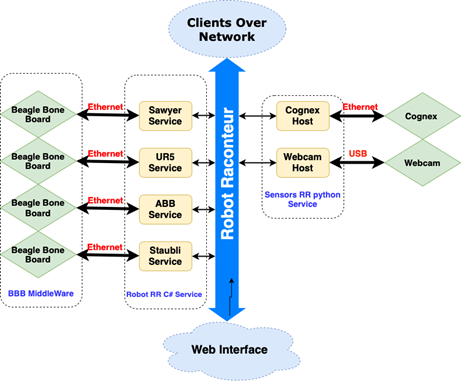 Clients Over
Network
Beagle Bone
Board
Ethernet
Sawyer
Service
Cognex
Host
Ethernet
Cognex
Beagle Bone
Board
Ethernet
UR5
Service
Webcam
Host
USB
Webcam
Robot Raconteur
Beagle Bone
Board
Ethernet
ABB
Service
Sensors RR python
Service
Beagle Bone
Board
Ethernet
Staubli
Service
BBB MiddleWare
Robot RR C# Service
Web Interface